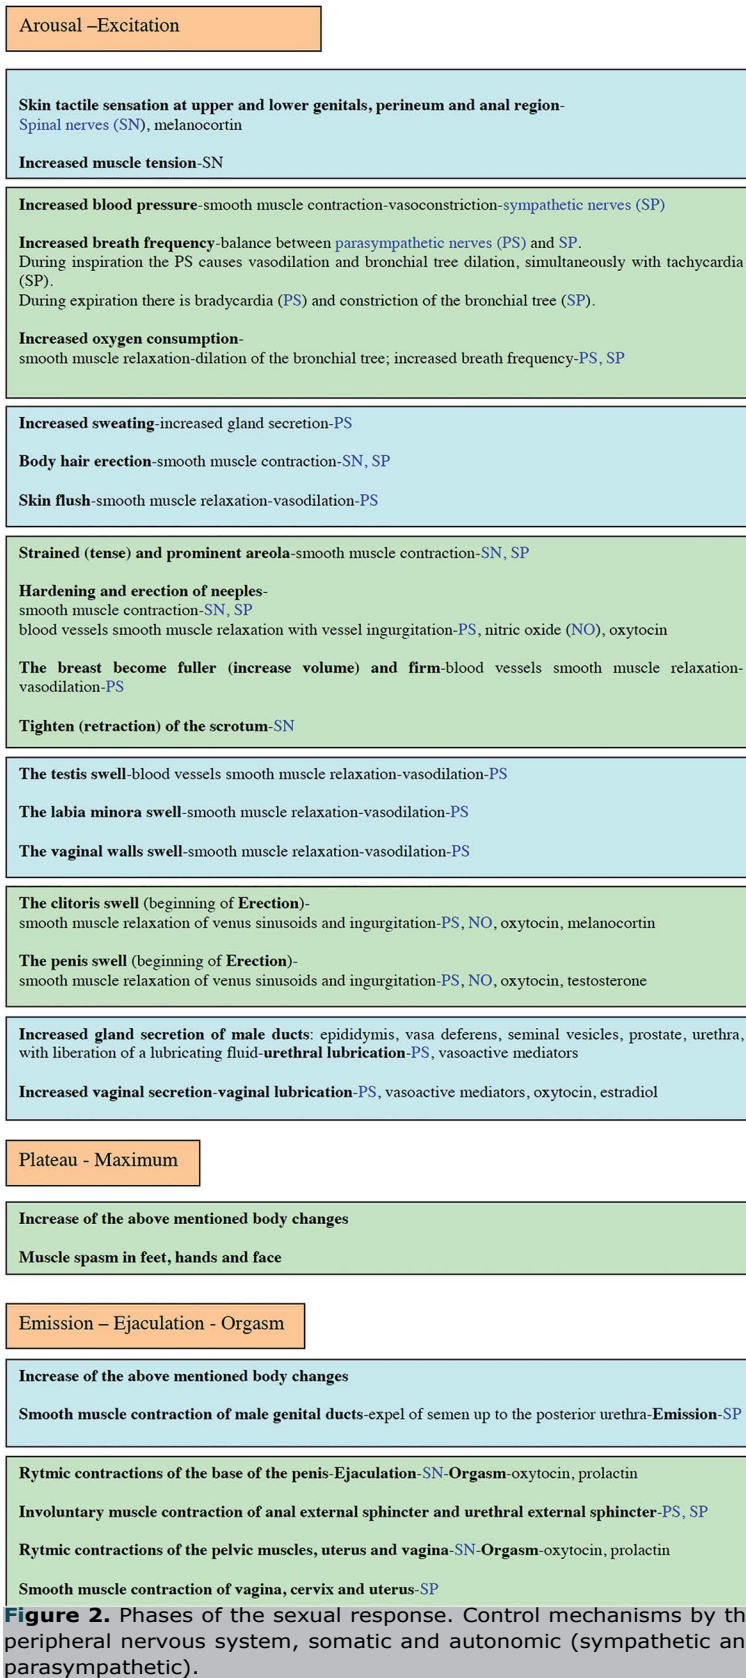 Arousal –Excitation
Skin tactile sensation at upper and lower genitals, perineum and anal region-
Spinal nerves (SN), melanocortin
Increased muscle tension-SN
Increased blood pressure-smooth muscle contraction-vasoconstriction-sympathetic nerves (SP)
Increased breath frequency-balance between parasympathetic nerves (PS) and SP.
During inspiration the PS causes vasodilation and bronchial tree dilation, simultaneously with tachycardia
(SP).
During expiration there is bradycardia (PS) and constriction of the bronchial tree (SP).
Increased oxygen consumption-
smooth muscle relaxation-dilation of the bronchial tree; increased breath frequency-PS, SP
Increased sweating-increased gland secretion-PS
Body hair erection-smooth muscle contraction-SN, SP
Skin flush-smooth muscle relaxation-vasodilation-PS
Strained (tense) and prominent areola-smooth muscle contraction-SN, SP
Hardening and erection of neeples-
smooth muscle contraction-SN, SP
blood vessels smooth muscle relaxation with vessel ingurgitation-PS, nitric oxide (NO), oxytocin
The breast become fuller (increase volume) and firm-blood vessels smooth muscle relaxation-
vasodilation-PS
Tighten (retraction) of the scrotum-SN
The testis swell-blood vessels smooth muscle relaxation-vasodilation-PS
The labia minora swell-smooth muscle relaxation-vasodilation-PS
The vaginal walls swell-smooth muscle relaxation-vasodilation-PS
The clitoris swell (beginning of Erection)-
smooth muscle relaxation of venus sinusoids and ingurgitation-PS, NO, oxytocin, melanocortin
The penis swell (beginning of Erection)-
smooth muscle relaxation of venus sinusoids and ingurgitation-PS, NO, oxytocin, testosterone
Increased gland secretion of male ducts: epididymis, vasa deferens, seminal vesicles, prostate, urethra,
with liberation of a lubricating fluid-urethral lubrication-PS, vasoactive mediators
Increased vaginal secretion-vaginal lubrication-PS, vasoactive mediators, oxytocin, estradiol
Plateau - Maximum
Increase of the above mentioned body changes
Muscle spasm in feet, hands and face
Emission – Ejaculation - Orgasm
Increase of the above mentioned body changes
Smooth muscle contraction of male genital ducts-expel of semen up to the posterior urethra-Emission-SP
Rytmic contractions of the base of the penis-Ejaculation-SN-Orgasm-oxytocin, prolactin
Involuntary muscle contraction of anal external sphincter and urethral external sphincter-PS, SP
Rytmic contractions of the pelvic muscles, uterus and vagina-SN-Orgasm-oxytocin, prolactin
Smooth muscle contraction of vagina, cervix and uterus-SP
Figure 2. Phases of the sexual response. Control mechanisms by th
peripheral nervous system, somatic and autonomic (sympathetic an
parasympathetic).